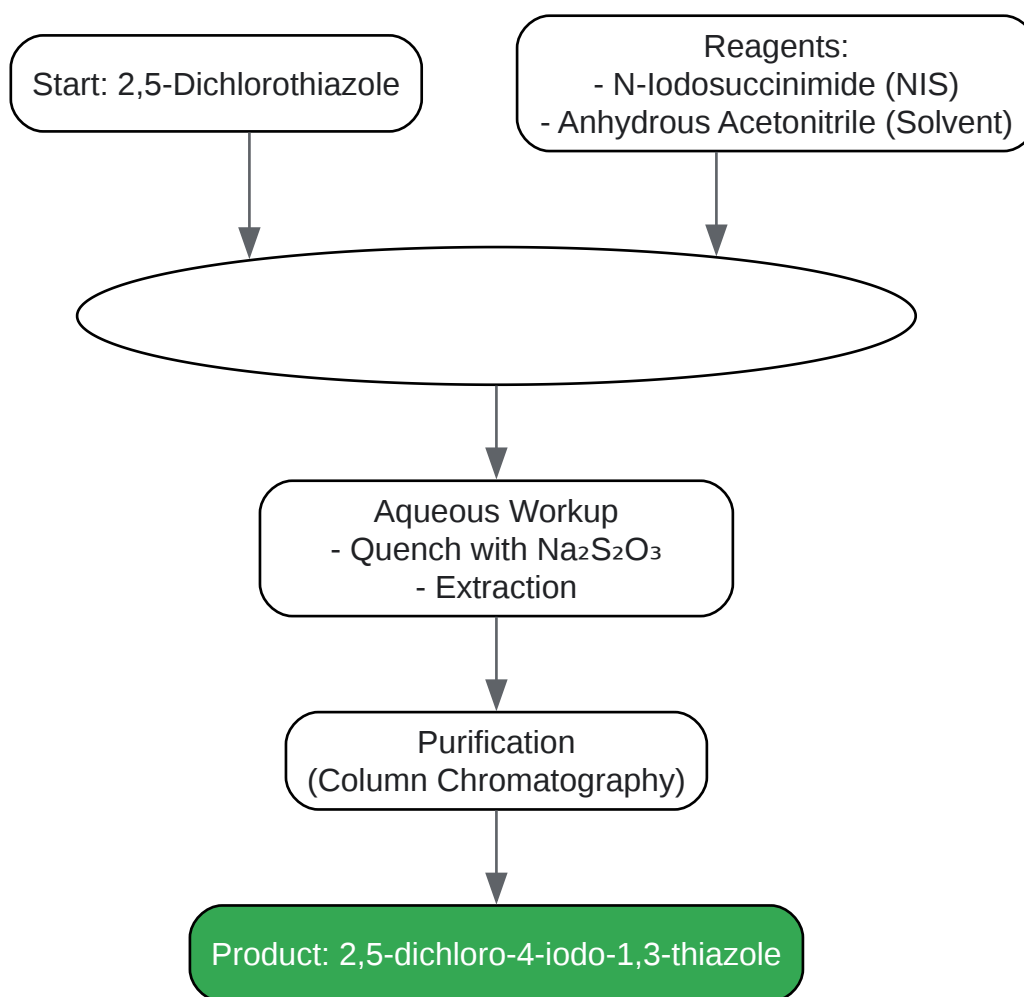 Start: 2,5-Dichlorothiazole
Reagents:
- N-Iodosuccinimide (NIS)
- Anhydrous Acetonitrile (Solvent)
Aqueous Workup
- Quench with Na₂S₂O₃
- Extraction
Purification
(Column Chromatography)
Product: 2,5-dichloro-4-iodo-1,3-thiazole